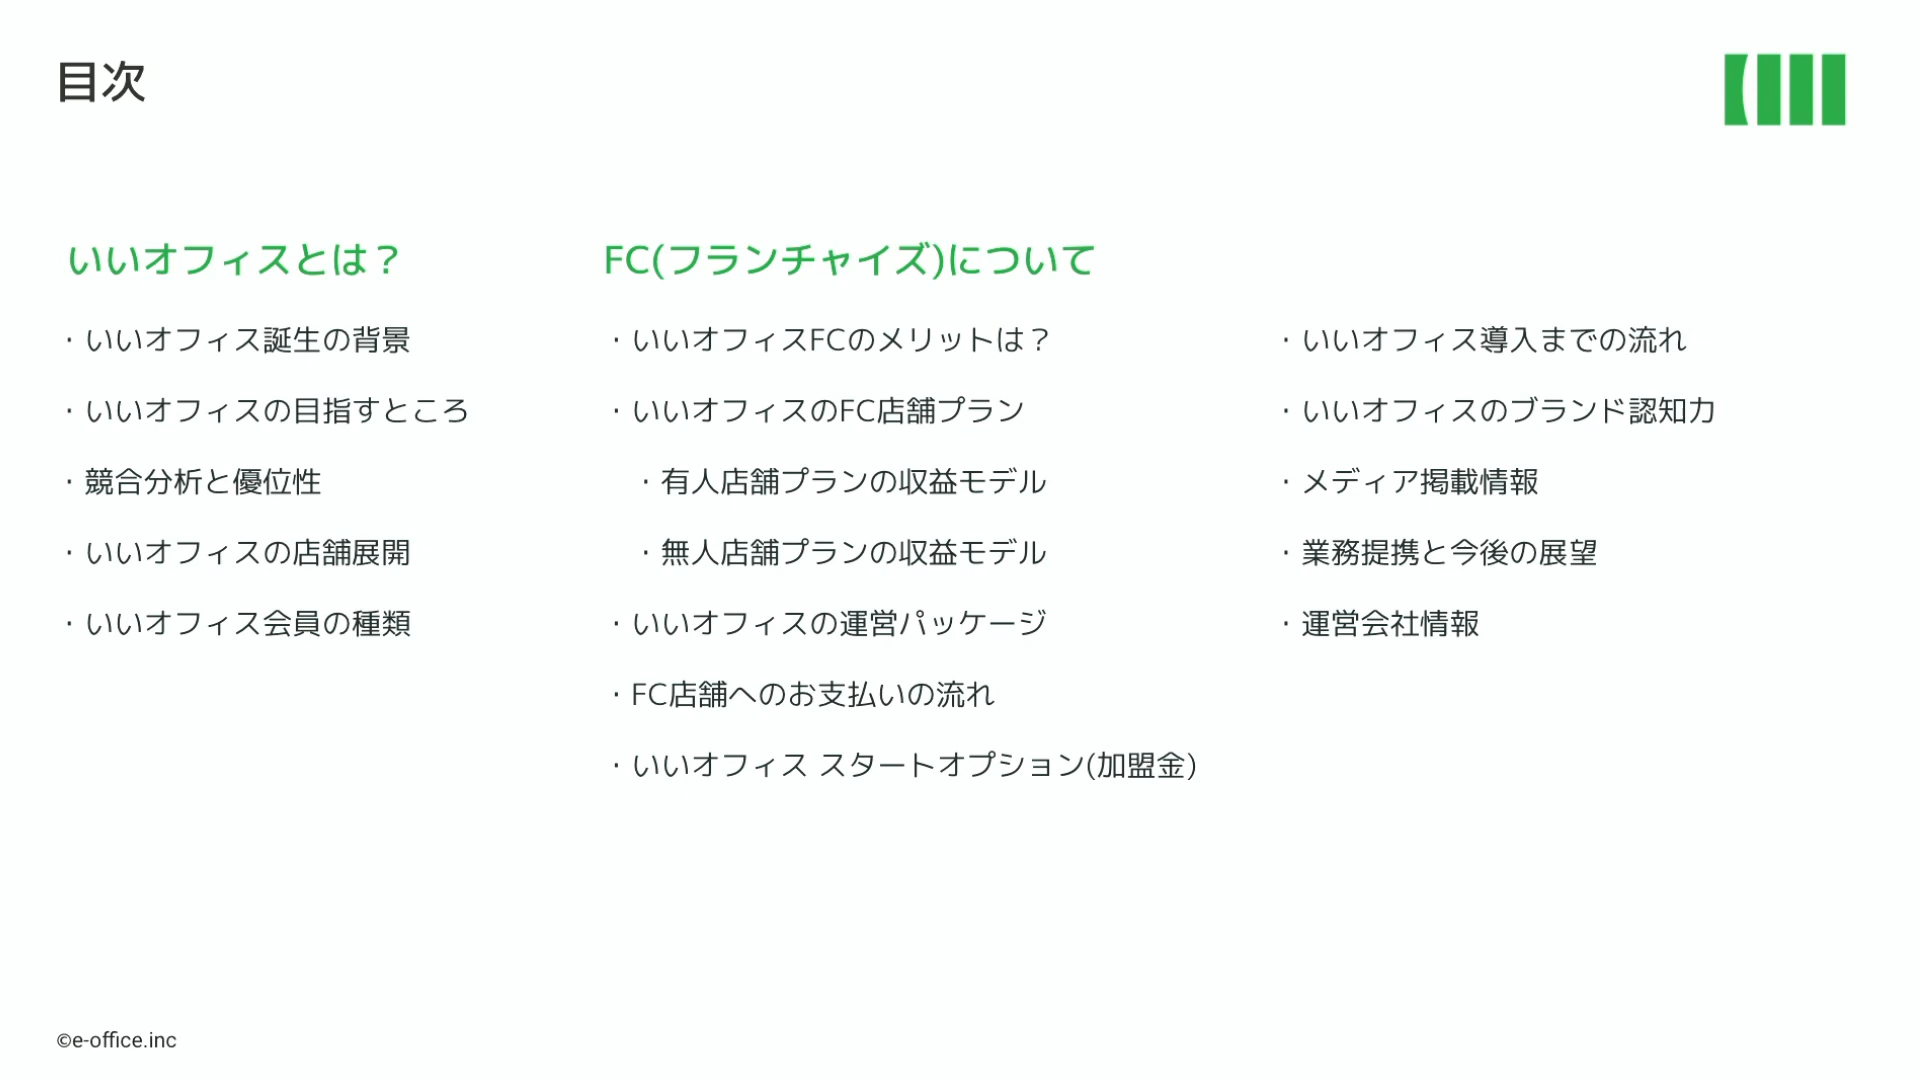 目次
いいオフィスとは？
・いいオフィス誕生の背景
・いいオフィスの目指すところ
・競合分析と優位性
・いいオフィスの店舗展開
・いいオフィス会員の種類
FC(フランチャイズ)について
・いいオフィスFCのメリットは？
・いいオフィスのFC店舗プラン
・有人店舗プランの収益モデル
・無人店舗プランの収益モデル
・いいオフィスの運営パッケージ
・FC店舗へのお支払いの流れ
・いいオフィス スタートオプション(加盟金)
・いいオフィス導入までの流れ
・いいオフィスのブランド認知力
・メディア掲載情報
・業務提携と今後の展望
・運営会社情報
©e-office.inc